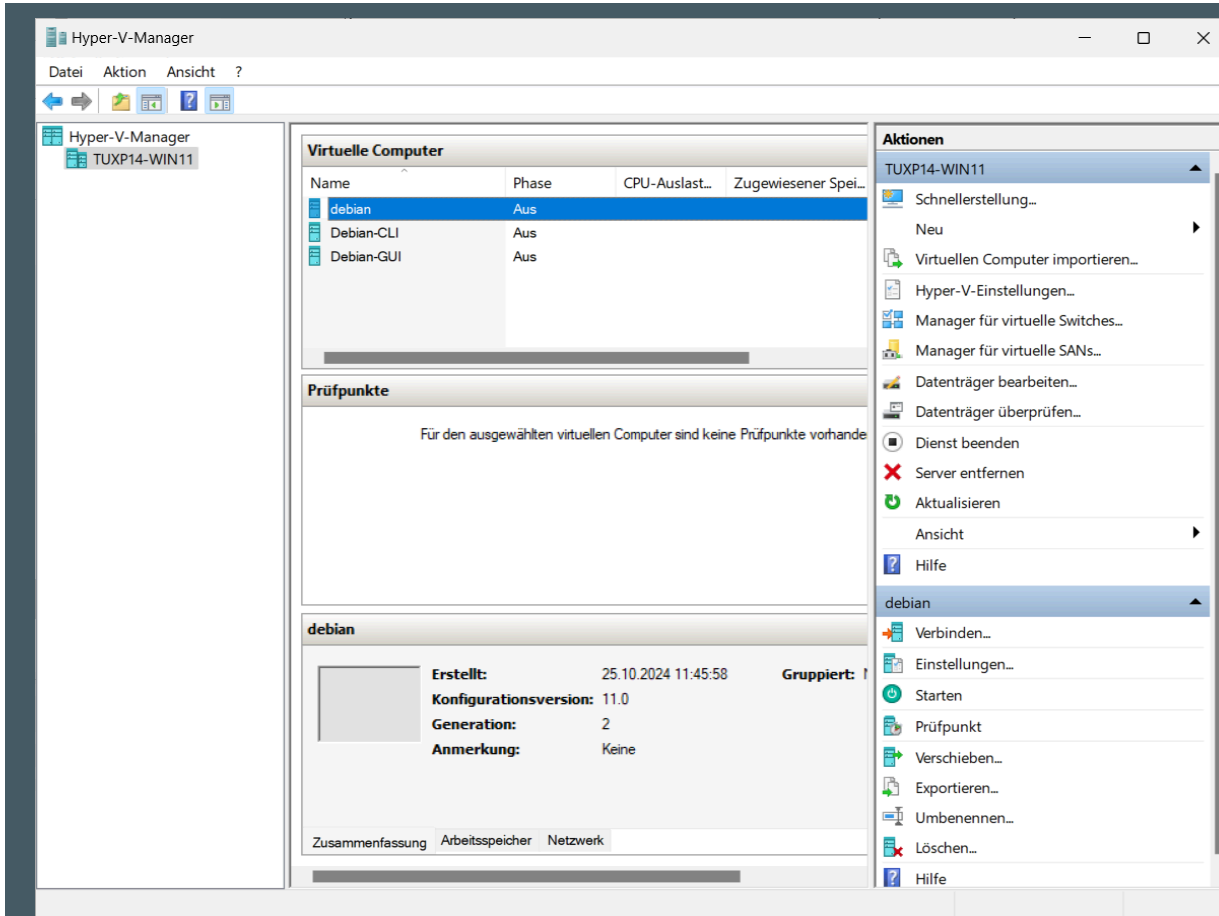 Hyper-V-Manager
Datei Aktion Ansicht ?
Hyper-V-Manager
TUXP14-WIN11
Virtuelle Computer
Name Phase CPU-Auslast... Zugewiesener Spei...
debian Aus
Debian-CLI Aus
Debian-GUI Aus
Prüfpunkte
Für den ausgewählten virtuellen Computer sind keine Prüfpunkte
debian
Erstellt: 25.10.2024 11:45:58 Gruppiert:
Konfigurationsversion: 11.0
Generation: 2
Anmerkung: Keine
Zusammenfassung Arbeitsspeicher Netzwerk
Aktionen
TUXP14-WIN11
Schnellerstellung...
Neu
Virtuellen Computer importieren...
Hyper-V-Einstellungen...
Manager für virtuelle Switches...
Manager für virtuelle SANs...
Datenträger bearbeiten...
Datenträger überprüfen...
Dienst beenden
Server entfernen
Aktualisieren
Ansicht
Hilfe
debian
Verbinden...
Einstellungen...
Starten
Prüfpunkt
Verschieben...
Exportieren...
Umbenennen...
Löschen...
Hilfe